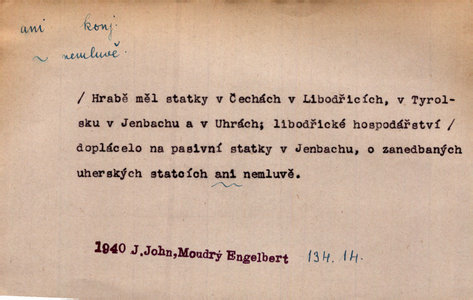 ani konj.
~ nemluvě.
/ Hrabě měl statky v Čechách v Libodřicích, v Tyrol-
sku v Jenbachu a v Uhrách; libodřické hospodářství /
doplácelo na pasivní statky v Jenbachu, o zanedbaných
uherských statcích ani nemluvě.
1940 J.John,Moudrý Engelbert 134.14.